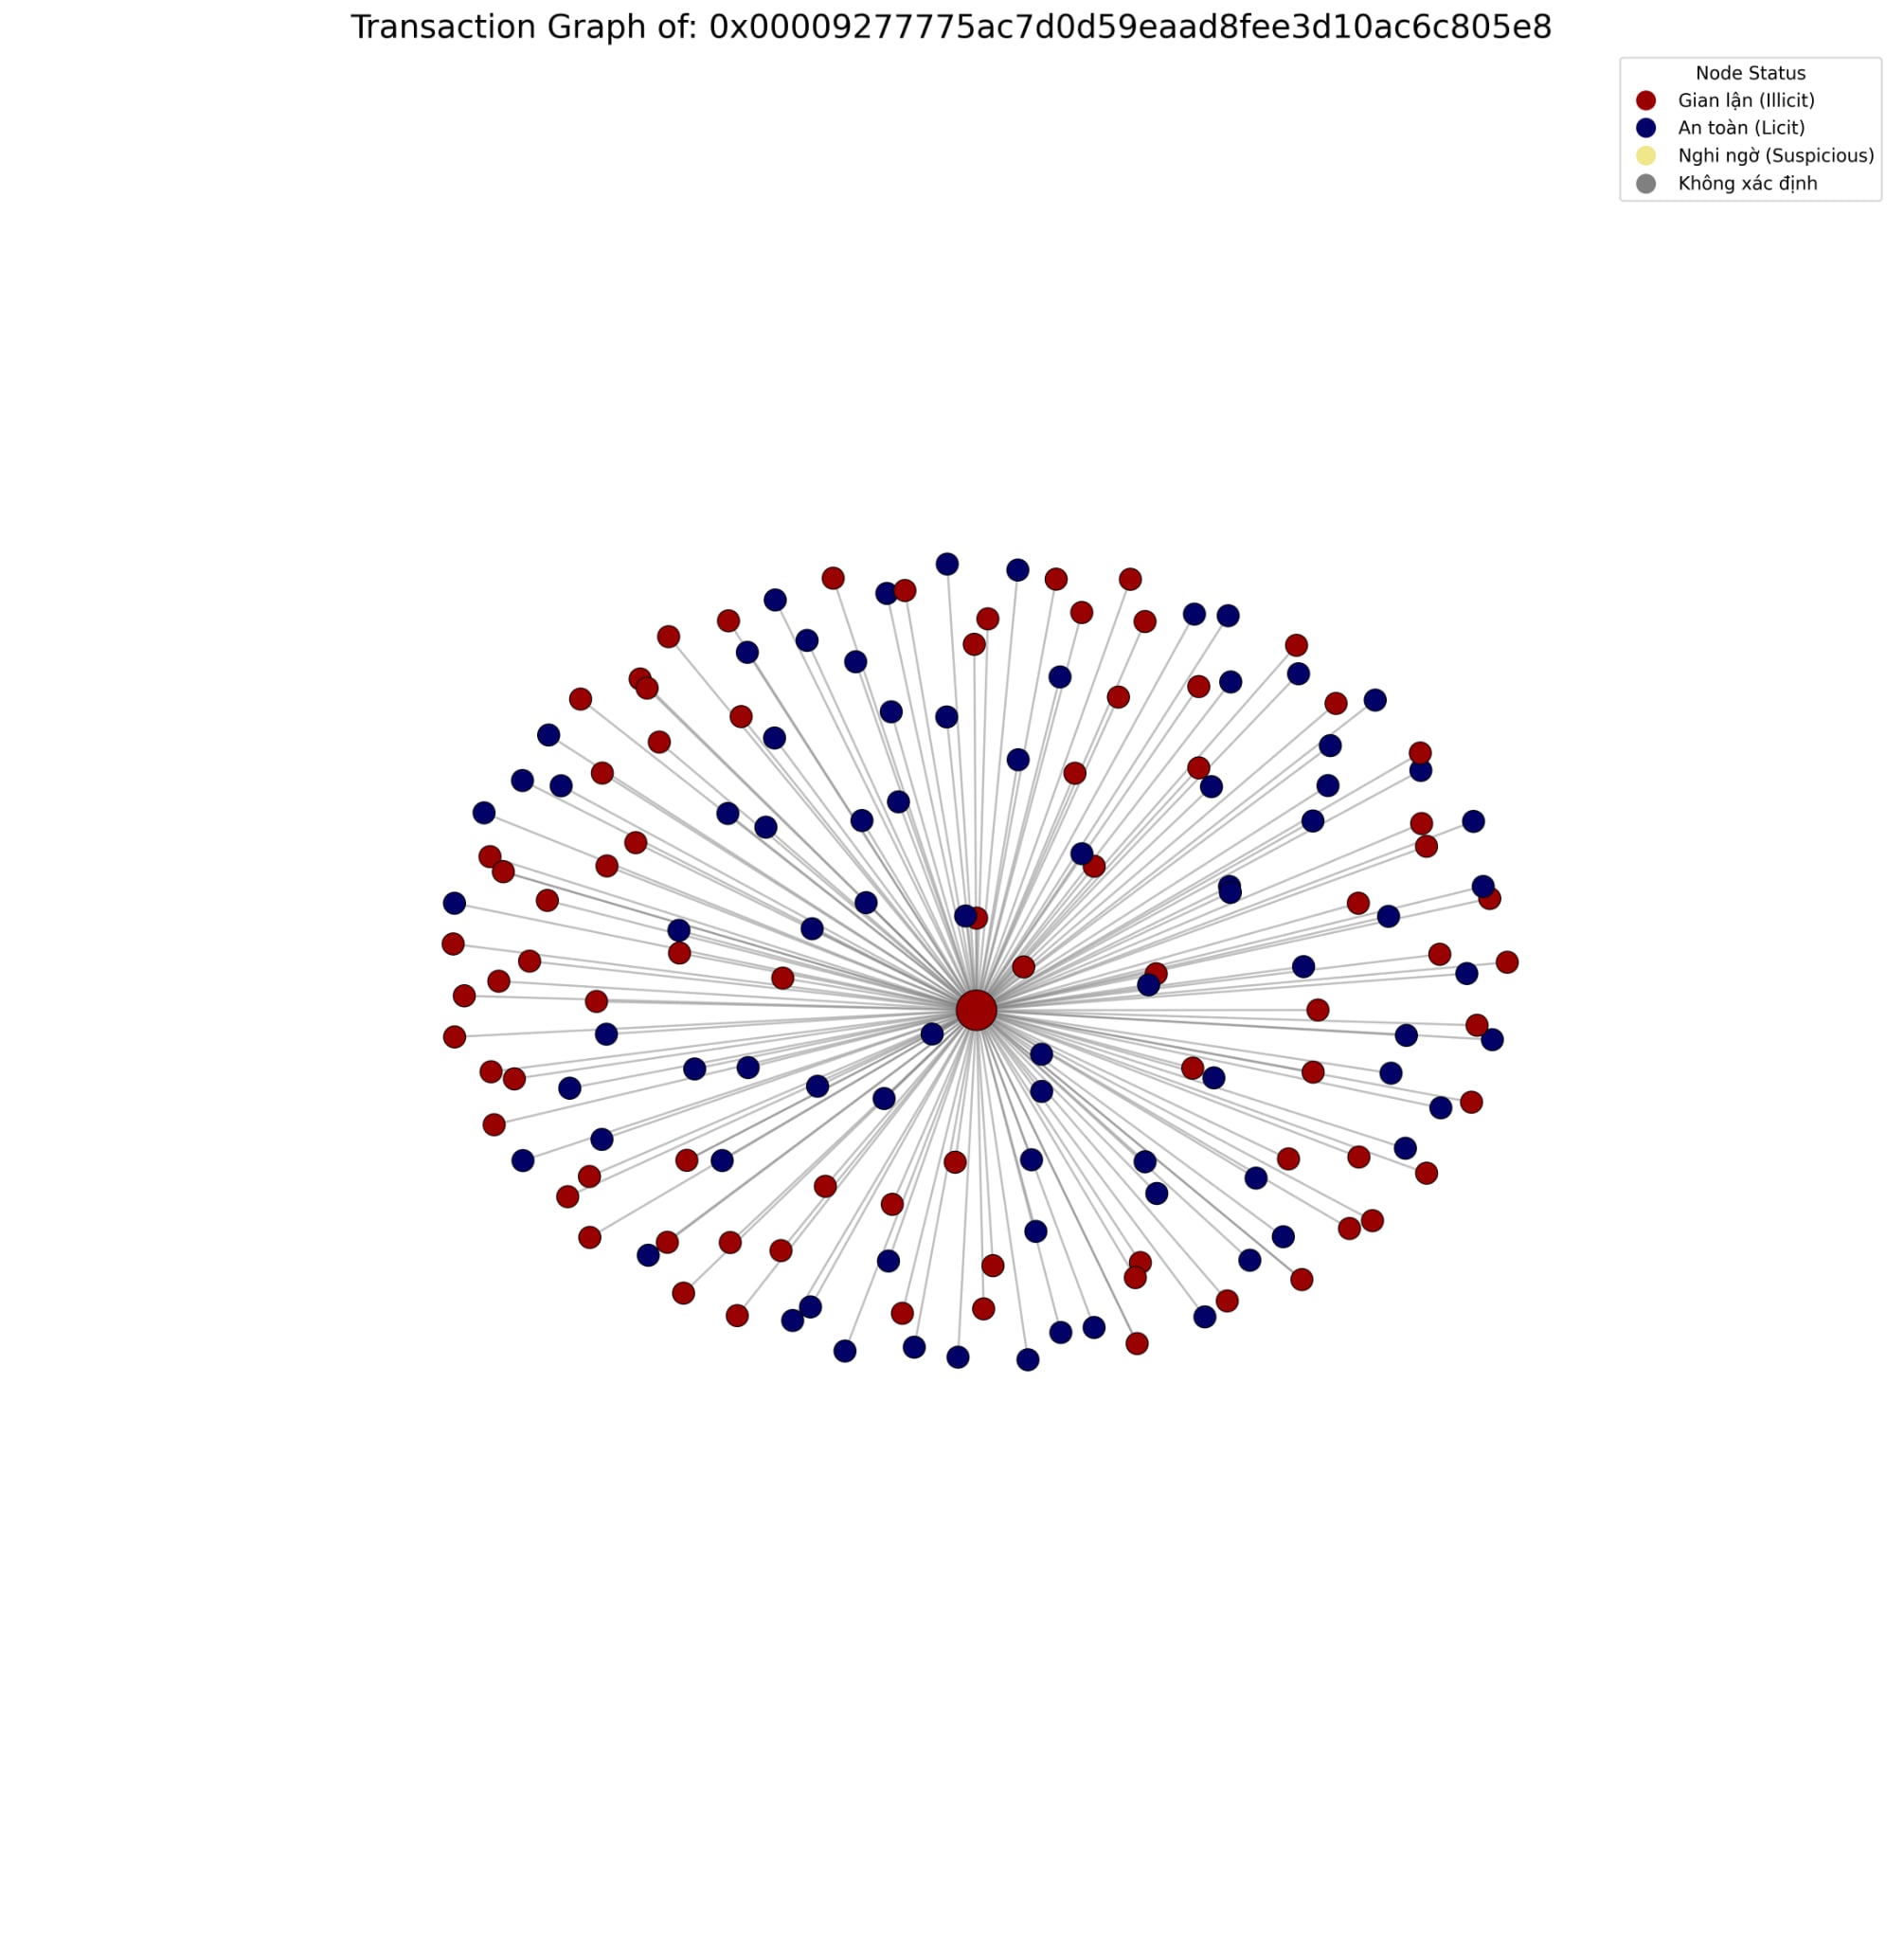 Transaction Graph of: 0x00009277775ac7d0d59eaad8fee3d10ac6c805e8
Node Status
Gian lận (Illicit)
An toàn (Licit)
Nghi ngờ (Suspicious)
Không xác định